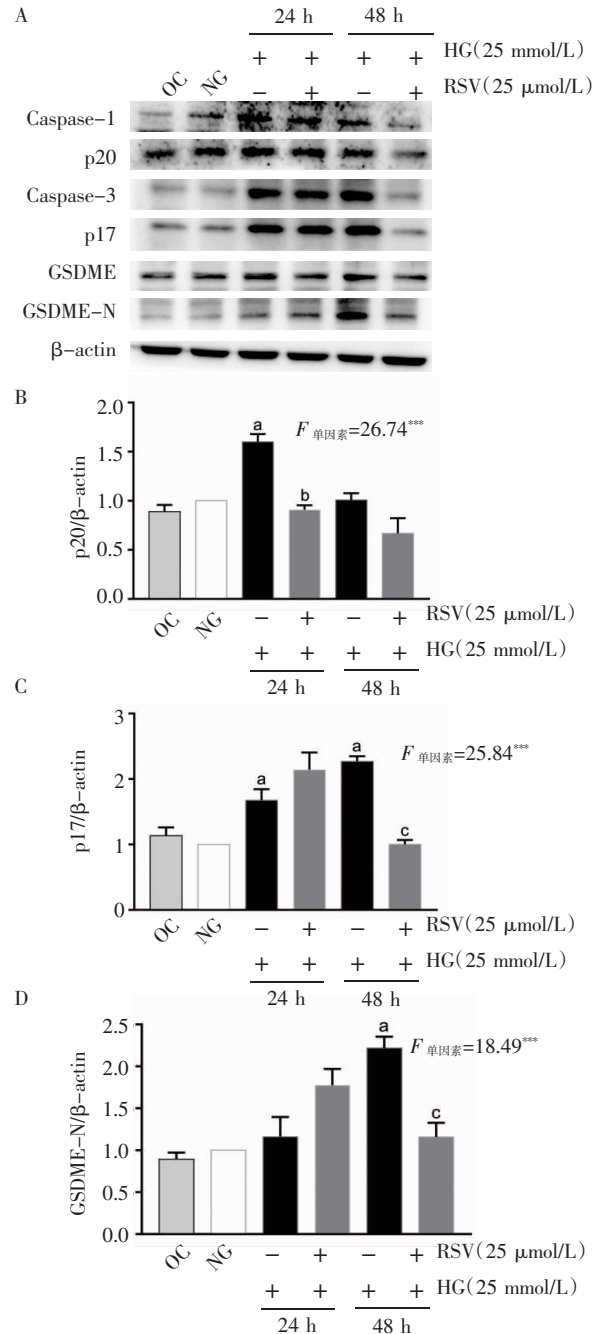 A
24 h 48 h
+ + + + HG(25 mmol/L)
OC NG − + − + RSV(25 μmol/L)
Caspase−1
p20
Caspase−3
p17
GSDME
GSDME−N
β−actin
B
p20/β−actin
2.0
1.5
1.0
0.5
0.0
a
b
F 单因素=26.74***
OC NG − + − + RSV(25 μmol/L)
+ + + + HG(25 mmol/L)
24 h 48 h
C
p17/β−actin
3
2
1
0
a
a
c
F 单因素=25.84***
OC NG − + − + RSV(25 μmol/L)
+ + + + HG(25 mmol/L)
24 h 48 h
D
GSDME−N/β−actin
2.5
2.0
1.5
1.0
0.5
0.0
a
c
F 单因素=18.49***
OC NG − + − + RSV(25 μmol/L)
+ + + + HG(25 mmol/L)
24 h 48 h